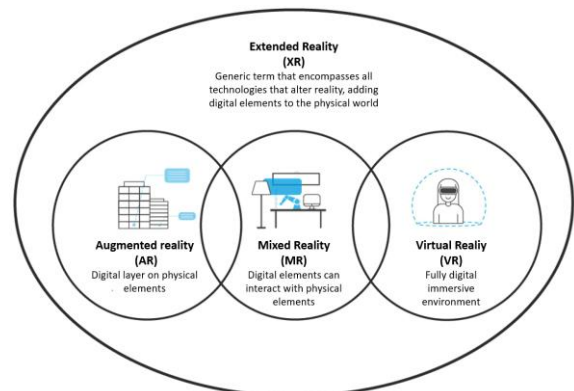 Extended Reality
(XR)
Generic term that encompasses all
technologies that alter reality, adding
digital elements to the physical world
Augmented reality
(AR)
Digital layer on physical
. elements
Mixed Reality
(MR)
Digital elements can
interact with physical
elements
Virtual Realiy
(VR)
Fully digital
immersive
environment